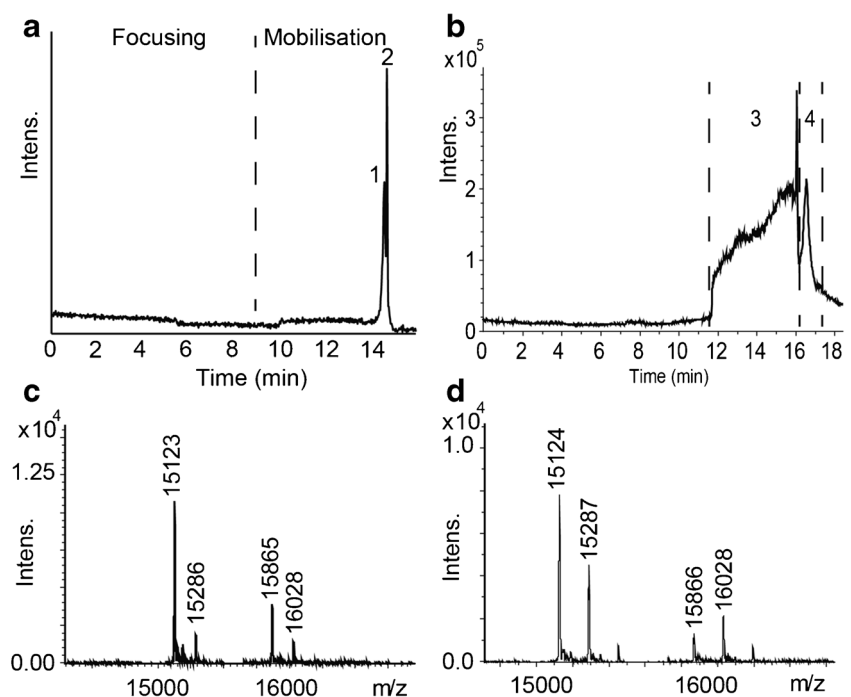 a
Focusing
Mobilisation
2
1
Intens.
0 2 4 6 8 10 12 14
Time (min)
b
x10⁵
3 4
Intens.
3
2
1
0
0 2 4 6 8 10 12 14 16 18
Time (min)
c
x10⁴
1.25
0.00
Intens.
15123
15286
15865
16028
15000 16000 m/z
d
x10⁴
1.0
0.0
Intens.
15124
15287
15866
16028
15000 16000 m/z